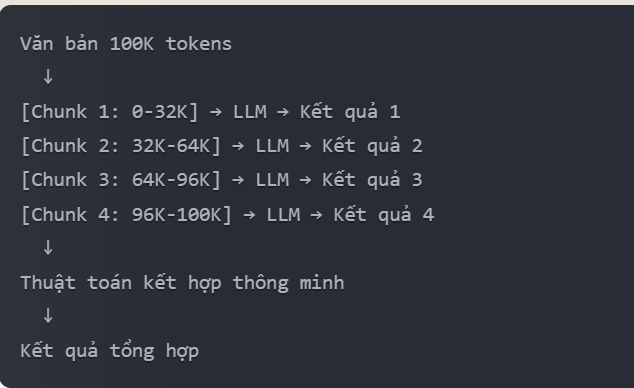 Văn bản 100K tokens
↓
[Chunk 1: 0-32K] → LLM → Kết quả 1
[Chunk 2: 32K-64K] → LLM → Kết quả 2
[Chunk 3: 64K-96K] → LLM → Kết quả 3
[Chunk 4: 96K-100K] → LLM → Kết quả 4
↓
Thuật toán kết hợp thông minh
↓
Kết quả tổng hợp